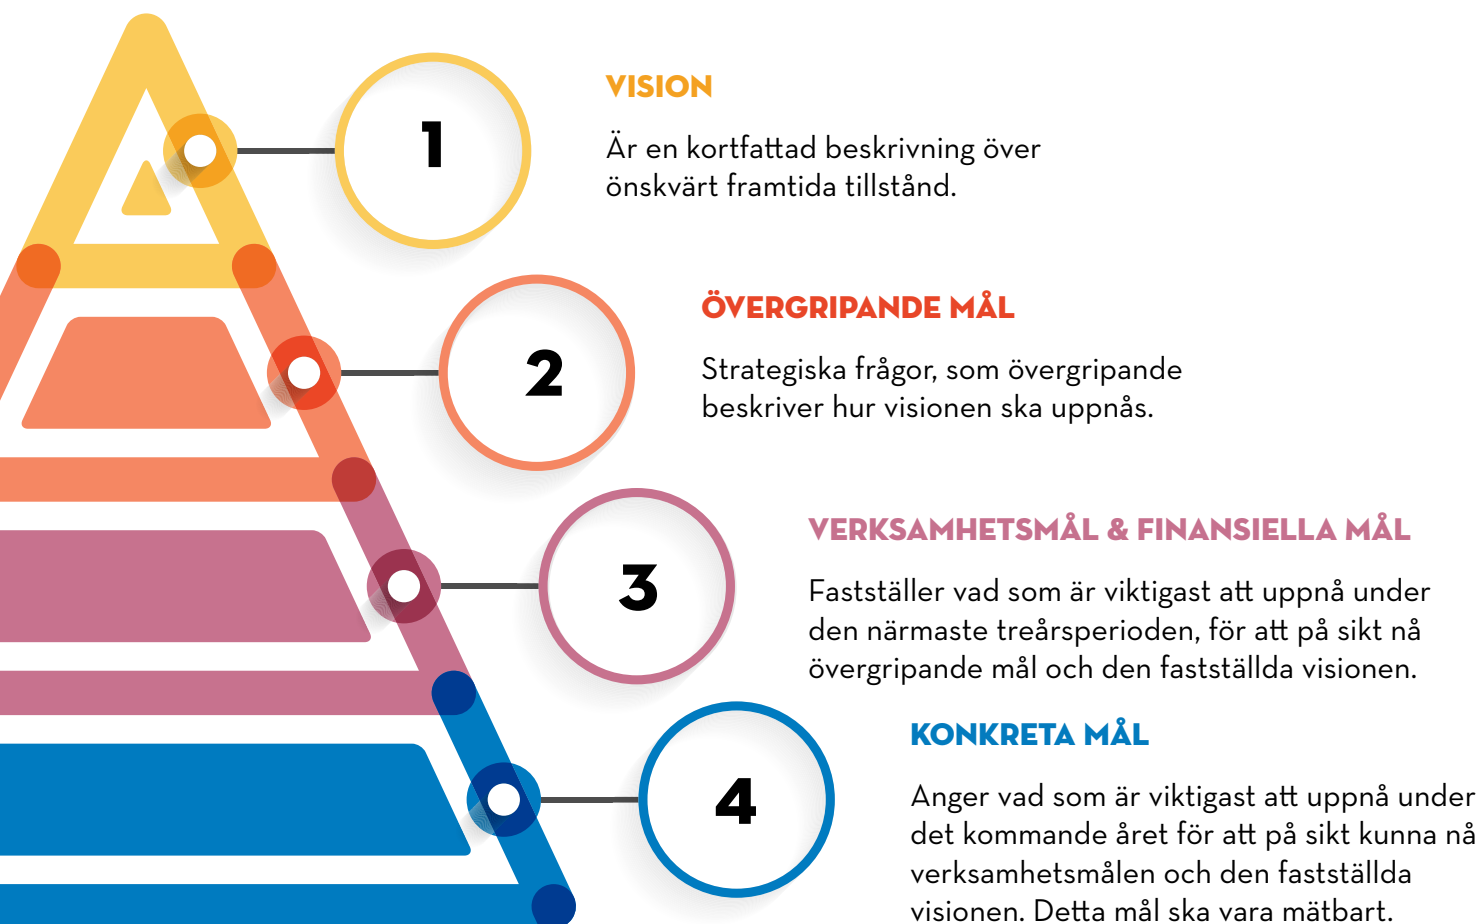 1
VISION
Är en kortfattad beskrivning över
önskvärt framtida tillstånd.
2
ÖVERGRIPANDE MÅL
Strategiska frågor, som övergripande
beskriver hur visionen ska uppnås.
3
VERKSAMHETSMÅL & FINANSIELLA MÅL
Fastställer vad som är viktigast att uppnå under
den närmaste treårsperioden, för att på sikt nå
övergripande mål och den fastställda visionen.
4
KONKRETA MÅL
Anger vad som är viktigast att uppnå under
det kommande året för att på sikt kunna nå
verksamhetsmålen och den fastställda
visionen. Detta mål ska vara mätbart.